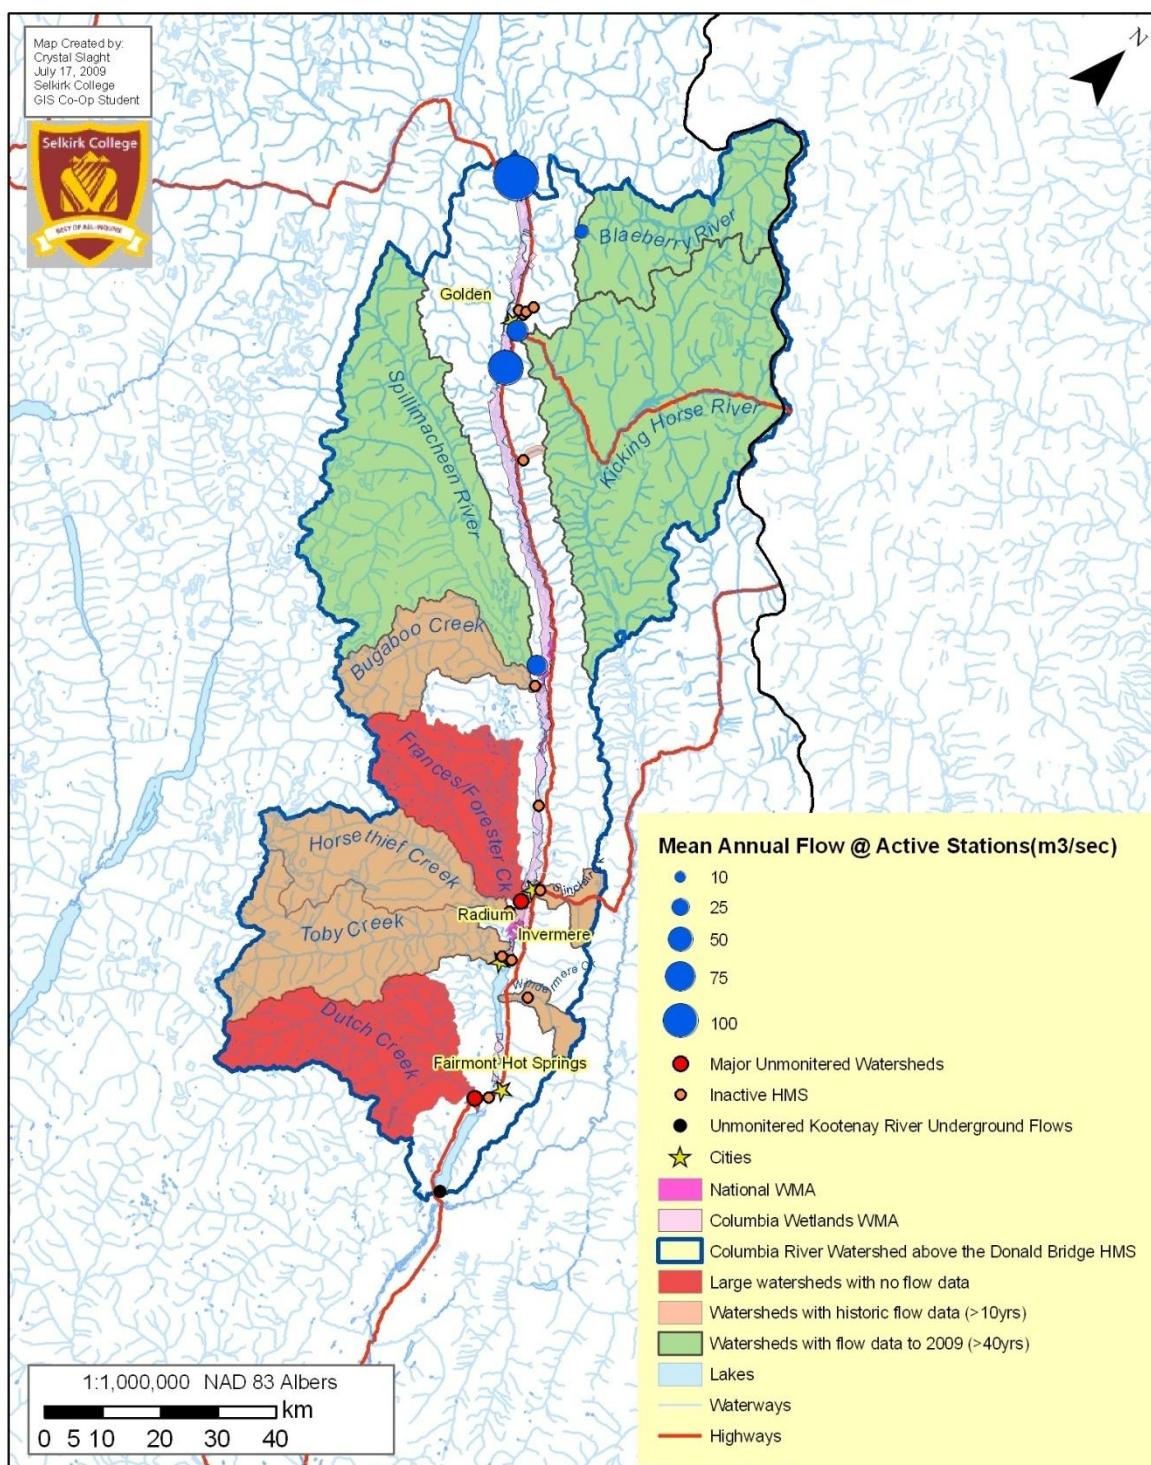 Map Created by:
Crystal Slaght
July 17, 2009
Selkirk College
GIS Co-Op Student
N
Selkirk College
Blaeberry River
Golden
Spillimacheen River
Kicking Horse River
Bugaboo Creek
Frances/Forester Ck
Horsethief Creek
Radium
Toby Creek
Invermere
Windermere Ck
Dutch Creek
Fairmont Hot Springs
Mean Annual Flow @ Active Stations(m3/sec)
10
25
50
75
100
Major Unmonitered Watersheds
Inactive HMS
Unmonitered Kootenay River Underground Flows
Cities
National WMA
Columbia Wetlands WMA
Columbia River Watershed above the Donald Bridge HMS
Large watersheds with no flow data
Watersheds with historic flow data (>10yrs)
Watersheds with flow data to 2009 (>40yrs)
Lakes
Waterways
Highways
1:1,000,000 NAD 83 Albers
km
0 5 10 20 30 40